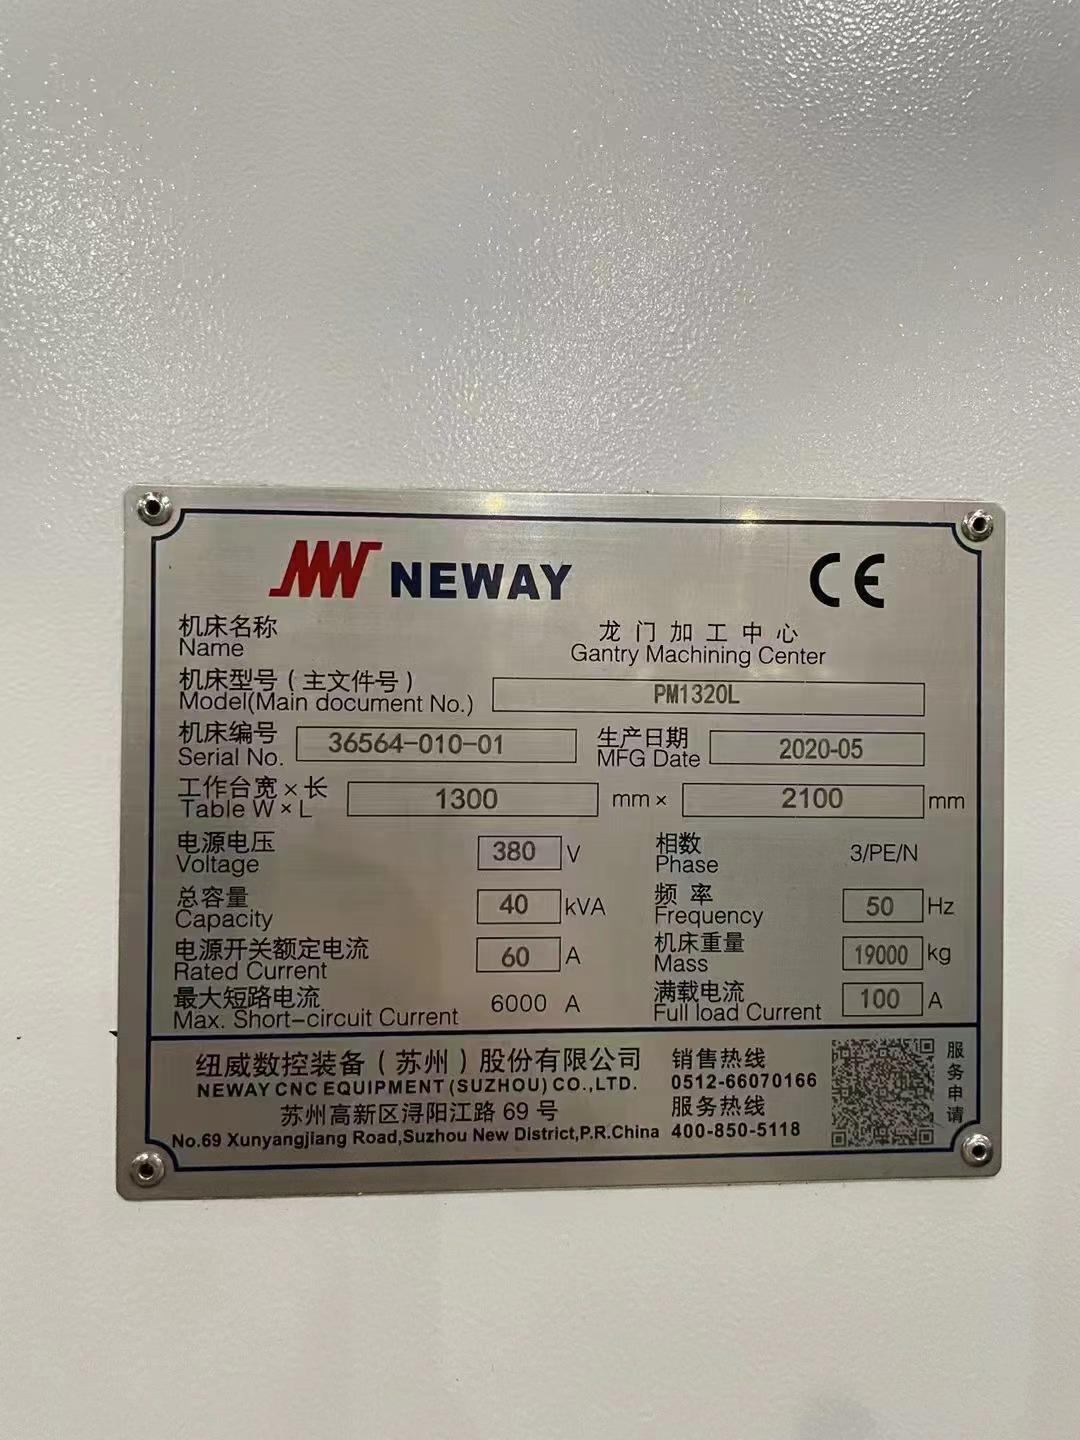 NEWAY CE
机床名称 龙门加工中心
Name Gantry Machining Center
机床型号(主文件号)
Model(Main document No.) PM1320L
机床编号 生产日期
Serial No. 36564-010-01 MFG Date 2020-05
工作台宽×长
Table W×L 1300 mm× 2100 mm
电源电压 相数
Voltage 380 V Phase 3/PE/N
总容量 频率
Capacity 40 kVA Frequency 50 Hz
电源开关额定电流 机床重量
Rated Current 60 A Mass 19000 kg
最大短路电流 满载电流
Max. Short-circuit Current 6000 A Full load Current 100 A
纽威数控装备(苏州)股份有限公司 销售热线
NEWAY CNC EQUIPMENT(SUZHOU)CO.,LTD. 0512-66070166
苏州高新区浔阳江路69号 服务热线
No.69 Xunyangjiang Road,Suzhou New District,P.R.China 400-850-5118
服务申请